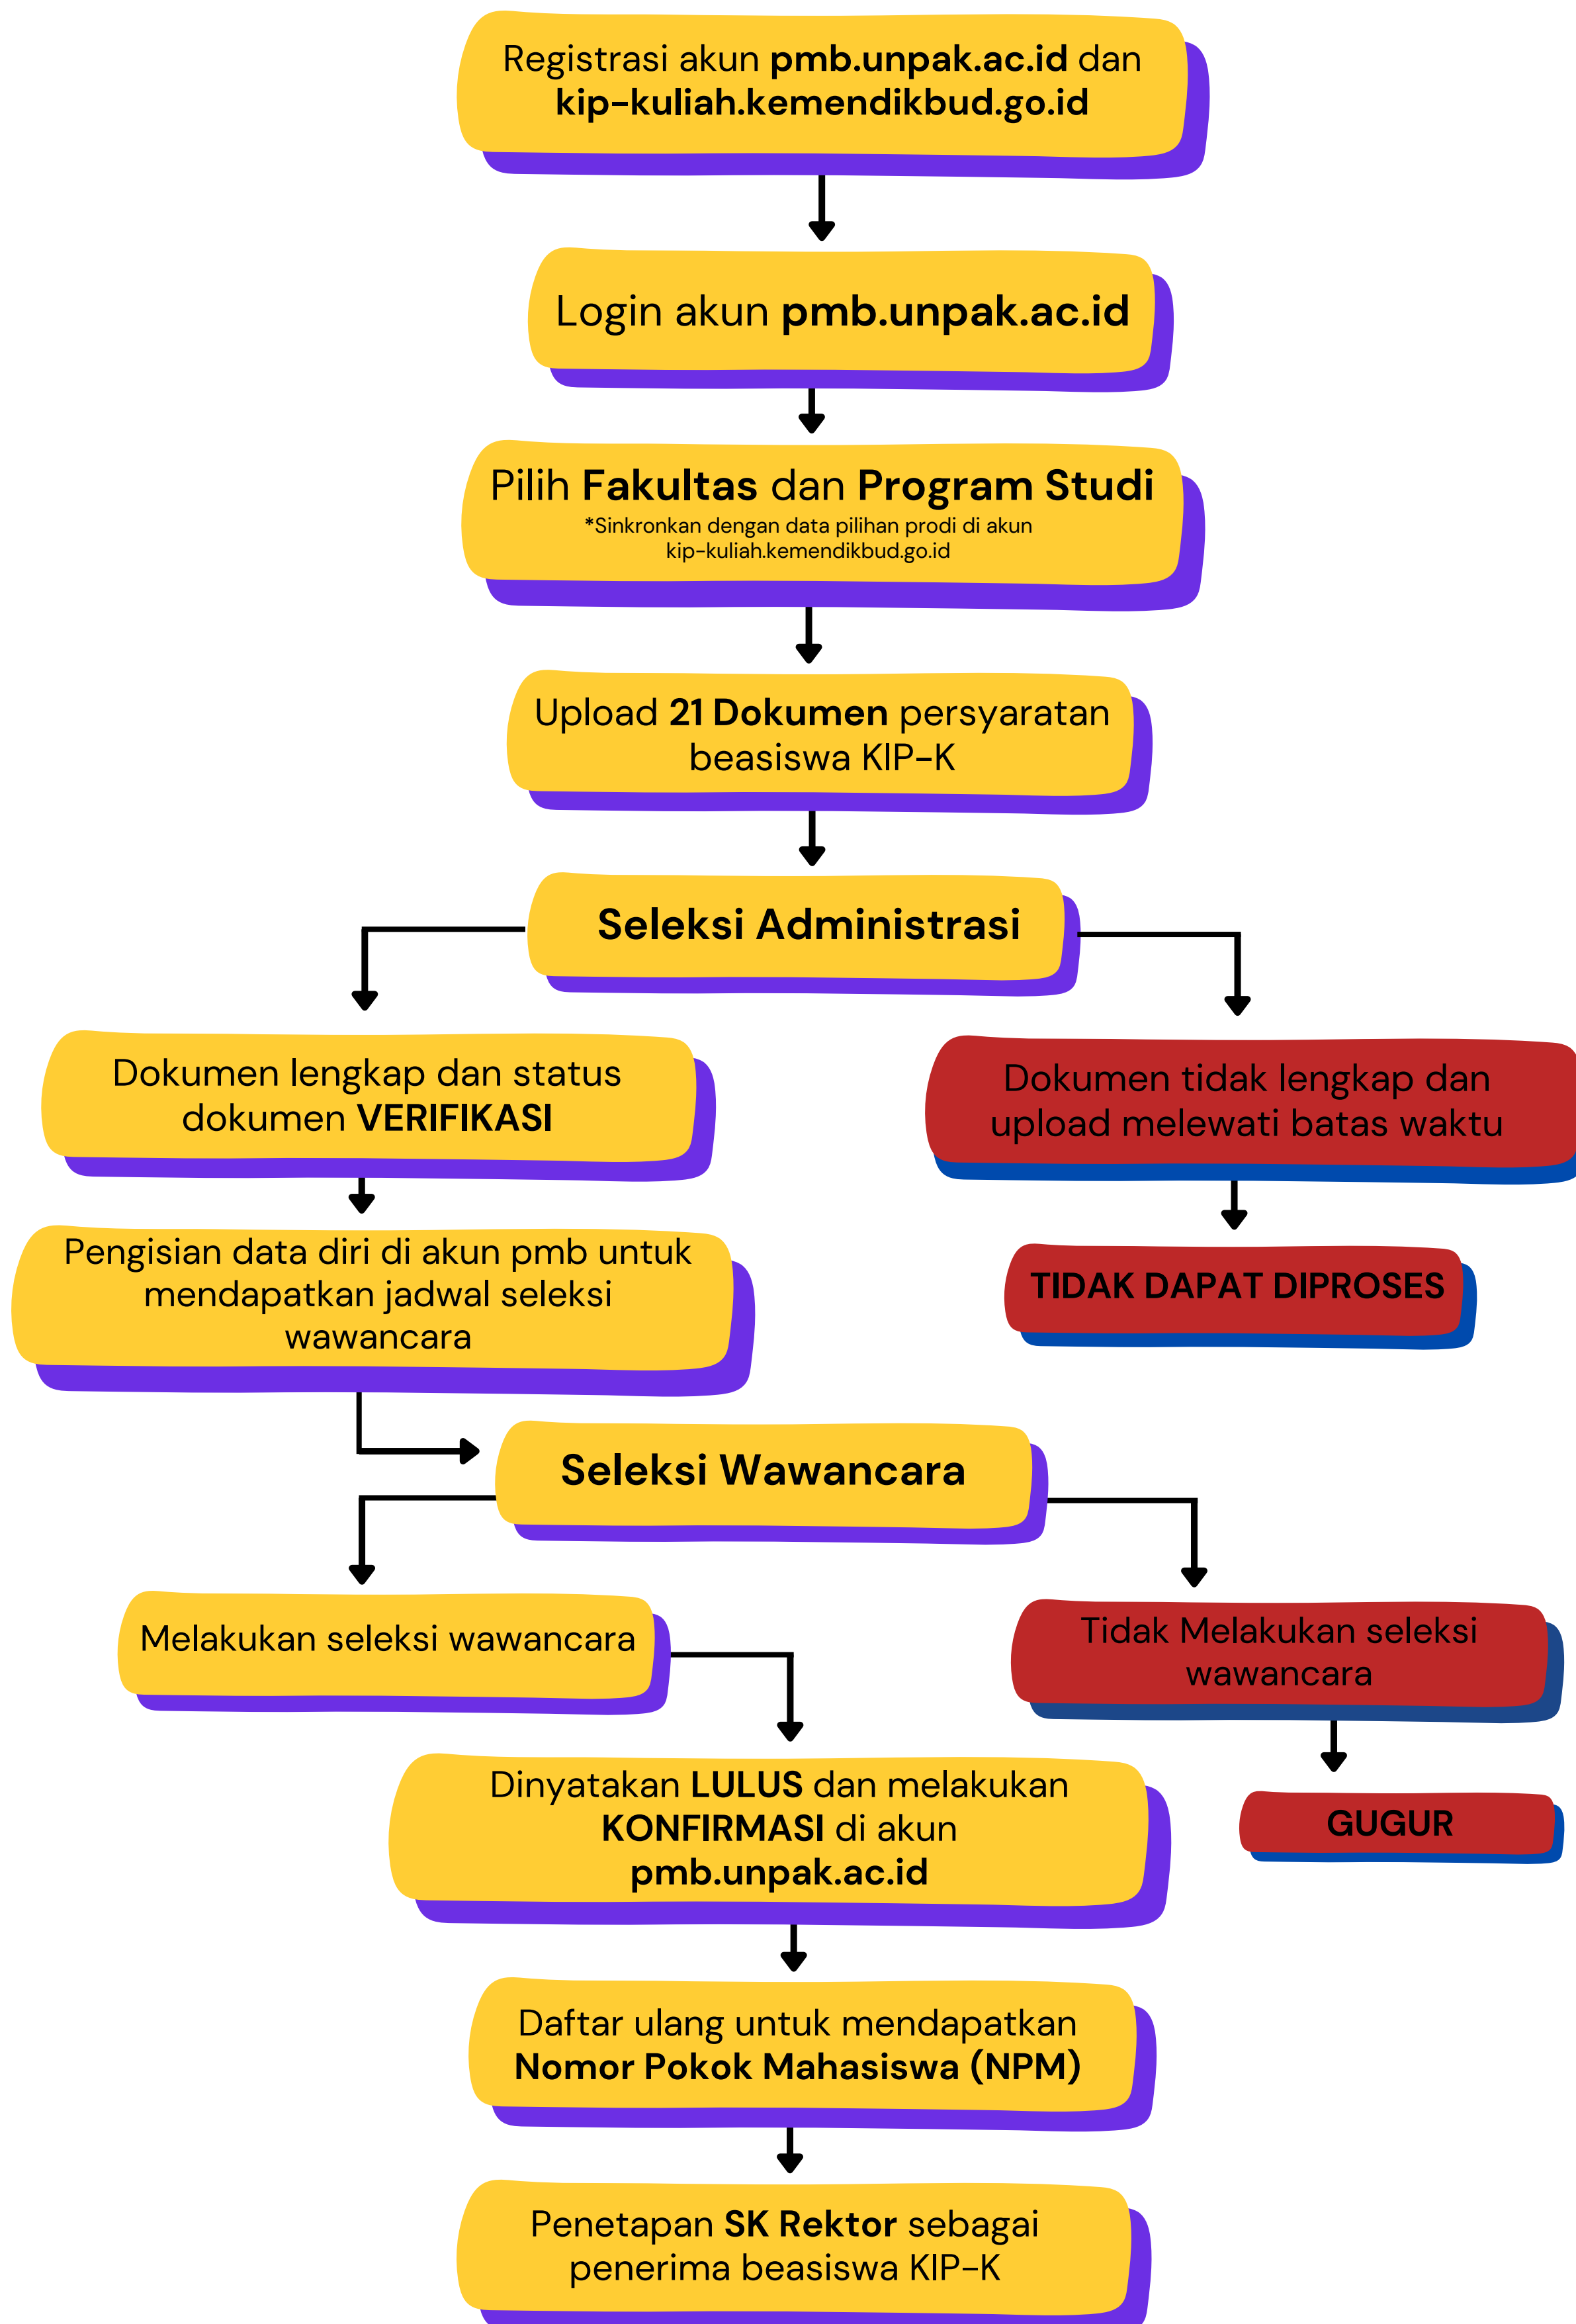 Registrasi akun pmb.unpak.ac.id dan
kip-kuliah.kemendikbud.go.id
Login akun pmb.unpak.ac.id
Pilih Fakultas dan Program Studi
*Sinkronkan dengan data pilihan prodi di akun
kip-kuliah.kemendikbud.go.id
Upload 21 Dokumen persyaratan
beasiswa KIP-K
Seleksi Administrasi
Dokumen lengkap dan status
dokumen VERIFIKASI
Dokumen tidak lengkap dan
upload melewati batas waktu
Pengisian data diri di akun pmb untuk
mendapatkan jadwal seleksi
wawancara
TIDAK DAPAT DIPROSES
Seleksi Wawancara
Melakukan seleksi wawancara
Tidak Melakukan seleksi
wawancara
Dinyatakan LULUS dan melakukan
KONFIRMASI di akun
pmb.unpak.ac.id
GUGUR
Daftar ulang untuk mendapatkan
Nomor Pokok Mahasiswa (NPM)
Penetapan SK Rektor sebagai
penerima beasiswa KIP-K